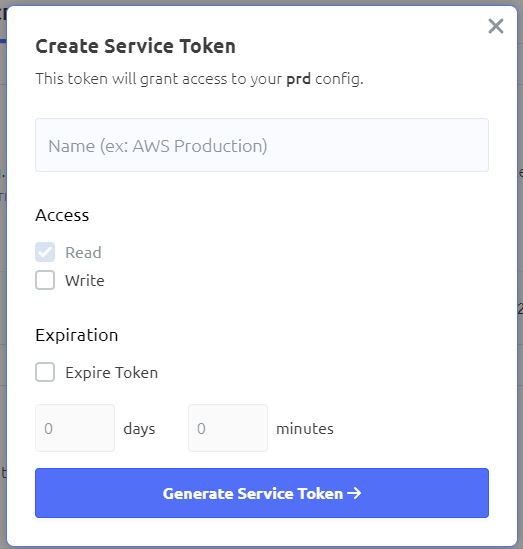 Create Service Token
This token will grant access to your prd config.
Name (ex: AWS Production)
Access
Read
Write
Expiration
Expire Token
0 days 0 minutes
Generate Service Token →